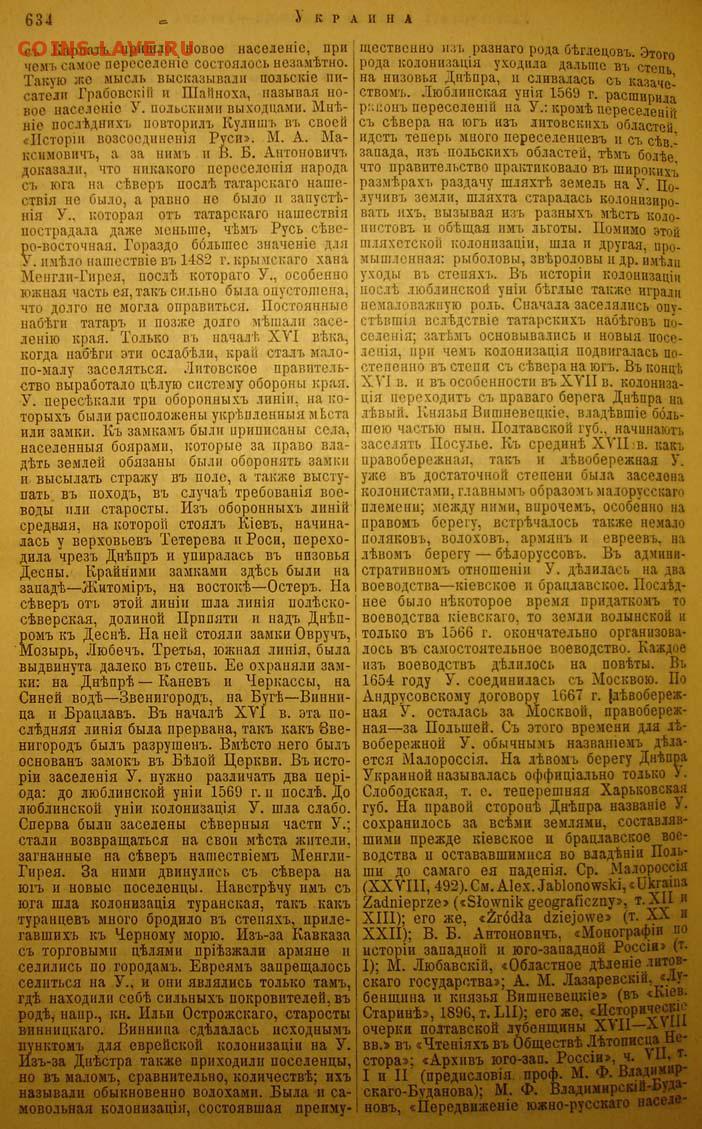 634
Украина
COINS.LAVE.RU
съ Карпатъ пришло новое населеніе, при
чемъ самое переселеніе состоялось незамѣтно.
Такую же мысль высказывали польскіе пи-
сатели Грабовскій и Шайноха, называя но-
вое населеніе У. польскими выходцами. Мнѣ-
ніе послѣднихъ повторилъ Кулишъ въ своей
«Исторіи возсоединенія Руси». М. А. Ма-
ксимовичъ, а за нимъ и В. Б. Антоновичъ
доказали, что никакого переселенія народа
съ юга на сѣверъ послѣ татарскаго наше-
ствія не было, а равно не было и запустѣ-
нія У., которая отъ татарскаго нашествія
пострадала даже меньше, чѣмъ Русь сѣве-
ро-восточная. Гораздо бо́льшее значеніе для
У. имѣло нашествіе въ 1482 г. крымскаго хана
Менгли-Гирея, послѣ котораго У., особенно
южная часть ея, такъ сильно была опустошена,
что долго не могла оправиться. Постоянные
набѣги татаръ и позже долго мѣшали засе-
ленію края. Только въ началѣ XVI вѣка,
когда набѣги эти ослабѣли, край сталъ мало-
по-малу заселяться. Литовское правитель-
ство выработало цѣлую систему обороны края.
У. пересѣкали три оборонныхъ линіи, на ко-
торыхъ были расположены укрѣпленныя мѣста
или замки. Къ замкамъ были приписаны села,
населенныя боярами, которые за право вла-
дѣть землей обязаны были оборонять замки
и высылать стражу въ поле, а также высту-
пать въ походъ, въ случаѣ требованія вое-
воды или старосты. Изъ оборонныхъ линій
средняя, на которой стоялъ Кіевъ, начина-
лась у верховьевъ Тетерева и Роси, перехо-
дила чрезъ Днѣпръ и упиралась въ низовья
Десны. Крайними замками здѣсь были на
западѣ—Житоміръ, на востокѣ—Остеръ. На
сѣверъ отъ этой линіи шла линія полѣско-
сѣверская, долиной Припяти и надъ Днѣп-
ромъ къ Деснѣ. На ней стояли замки Овручъ,
Мозырь, Любечъ. Третья, южная линія, была
выдвинута далеко въ степь. Ее охраняли зам-
ки: на Днѣпрѣ — Каневъ и Черкассы, на
Синей водѣ—Звенигородъ, на Бугѣ—Винни-
ца и Брацлавъ. Въ началѣ XVI в. эта по-
слѣдняя линія была прервана, такъ какъ Зве-
нигородъ былъ разрушенъ. Вмѣсто него былъ
основанъ замокъ въ Бѣлой Церкви. Въ исто-
ріи заселенія У. нужно различать два пері-
ода: до люблинской уніи 1569 г. и послѣ. До
люблинской уніи колонизація У. шла слабо.
Сперва были заселены сѣверныя части У.;
стали возвращаться на свои мѣста жители,
загнанные на сѣверъ нашествіемъ Менгли-
Гирея. За ними двинулись съ сѣвера на
югъ и новые поселенцы. Навстрѣчу имъ съ
юга шла колонизація туранская, такъ какъ
туранцевъ много бродило въ степяхъ, приле-
гавшихъ къ Черному морю. Изъ-за Кавказа
съ торговыми цѣлями пріѣзжали армяне и
селились по городамъ. Евреямъ запрещалось
селиться на У., и они являлись только тамъ,
гдѣ находили себѣ сильныхъ покровителей, въ
родѣ, напр., кн. Ильи Острожскаго, старосты
винницкаго. Винница сдѣлалась исходнымъ
пунктомъ для еврейской колонизаціи на У.
Изъ-за Днѣстра также приходили поселенцы,
но въ маломъ, сравнительно, количествѣ; ихъ
называли обыкновенно волохами. Была и са-
мовольная колонизація, состоявшая преиму-
щественно изъ разнаго рода бѣглецовъ. Этого
рода колонизація уходила дальше въ степь,
на низовья Днѣпра, и сливалась съ казаче-
ствомъ. Люблинская унія 1569 г. расширила
районъ переселеній на У.: кромѣ переселеній
съ сѣвера на югъ изъ литовскихъ областей,
идетъ теперь много переселенцевъ и съ сѣв.-
запада, изъ польскихъ областей, тѣмъ болѣе,
что правительство практиковало въ широкихъ
размѣрахъ раздачу шляхтѣ земель на У. По-
лучивъ земли, шляхта старалась колонизиро-
вать ихъ, вызывая изъ разныхъ мѣстъ коло-
нистовъ и обѣщая имъ льготы. Помимо этой
шляхетской колонизаціи, шла и другая, про-
мышленная: рыболовы, звѣроловы и др. имѣли
уходы въ степяхъ. Въ исторіи колонизаціи
послѣ люблинской уніи бѣглые также играли
немаловажную роль. Сначала заселялись опу-
стѣвшія вслѣдствіе татарскихъ набѣговъ по-
селенія; затѣмъ основывались и новыя посе-
ленія, при чемъ колонизація подвигалась по-
степенно въ степи съ сѣвера на югъ. Въ концѣ
XVI в. и въ особенности въ XVII в. колониза-
ція переходитъ съ праваго берега Днѣпра на
лѣвый. Князья Вишневецкіе, владѣвшіе боль-
шею частью нын. Полтавской губ., начинаютъ
заселять Посулье. Къ срединѣ XVII в. какъ
правобережная, такъ и лѣвобережная У.
уже въ достаточной степени была заселена
колонистами, главнымъ образомъ малорусскаго
племени; между ними, впрочемъ, особенно на
правомъ берегу, встрѣчалось также немало
поляковъ, волоховъ, армянъ и евреевъ, на
лѣвомъ берегу — бѣлоруссовъ. Въ админи-
стративномъ отношеніи У. дѣлилась на два
воеводства—кіевское и брацлавское. Послѣд-
нее было нѣкоторое время придаткомъ то
воеводства кіевскаго, то земли волынской и
только въ 1566 г. окончательно организова-
лось въ самостоятельное воеводство. Каждое
изъ воеводствъ дѣлилось на повѣты. Въ
1654 году У. соединилась съ Москвою. По
Андрусовскому договору 1667 г. лѣвобереж-
ная У. осталась за Москвой, правобереж-
ная—за Польшей. Съ этого времени для лѣ-
вобережной У. обычнымъ названіемъ дѣла-
ется Малороссія. На лѣвомъ берегу Днѣпра
Украиной называлась оффиціально только У.
Слободская, т. е. теперешняя Харьковская
губ. На правой сторонѣ Днѣпра названіе У.
сохранилось за всѣми землями, составляв-
шими прежде кіевское и брацлавское вое-
водства и остававшимися во владѣніи Поль-
ши до самаго ея паденія. Ср. Малороссія
(XXVIII, 492). См. Alex. Jabłonowski, «Ukraina
Zadnieprze» («Słownik geograficzny», т. XII и
XIII); его же, «Źródła dziejowe» (т. XX и
XXII); В. Б. Антоновичъ, «Монографіи по
исторіи западной и юго-западной Россіи» (т.
I); М. Любавскій, «Областное дѣленіе литов-
скаго государства»; А. М. Лазаревскій, «Лу-
бенщина и князья Вишневецкіе» (въ «Кіев.
Старинѣ», 1896, т. LII); его же, «Историческіе
очерки полтавской лубенщины XVII—XVIII
вв.» въ «Чтеніяхъ въ Обществѣ Лѣтописца Не-
стора»; «Архивъ юго-зап. Россіи», ч. VII, т.
I и II (предисловія проф. М. Ф. Владимир-
скаго-Буданова); М. Ф. Владимирскій-Буда-
новъ, «Передвиженіе южно-русскаго населе-